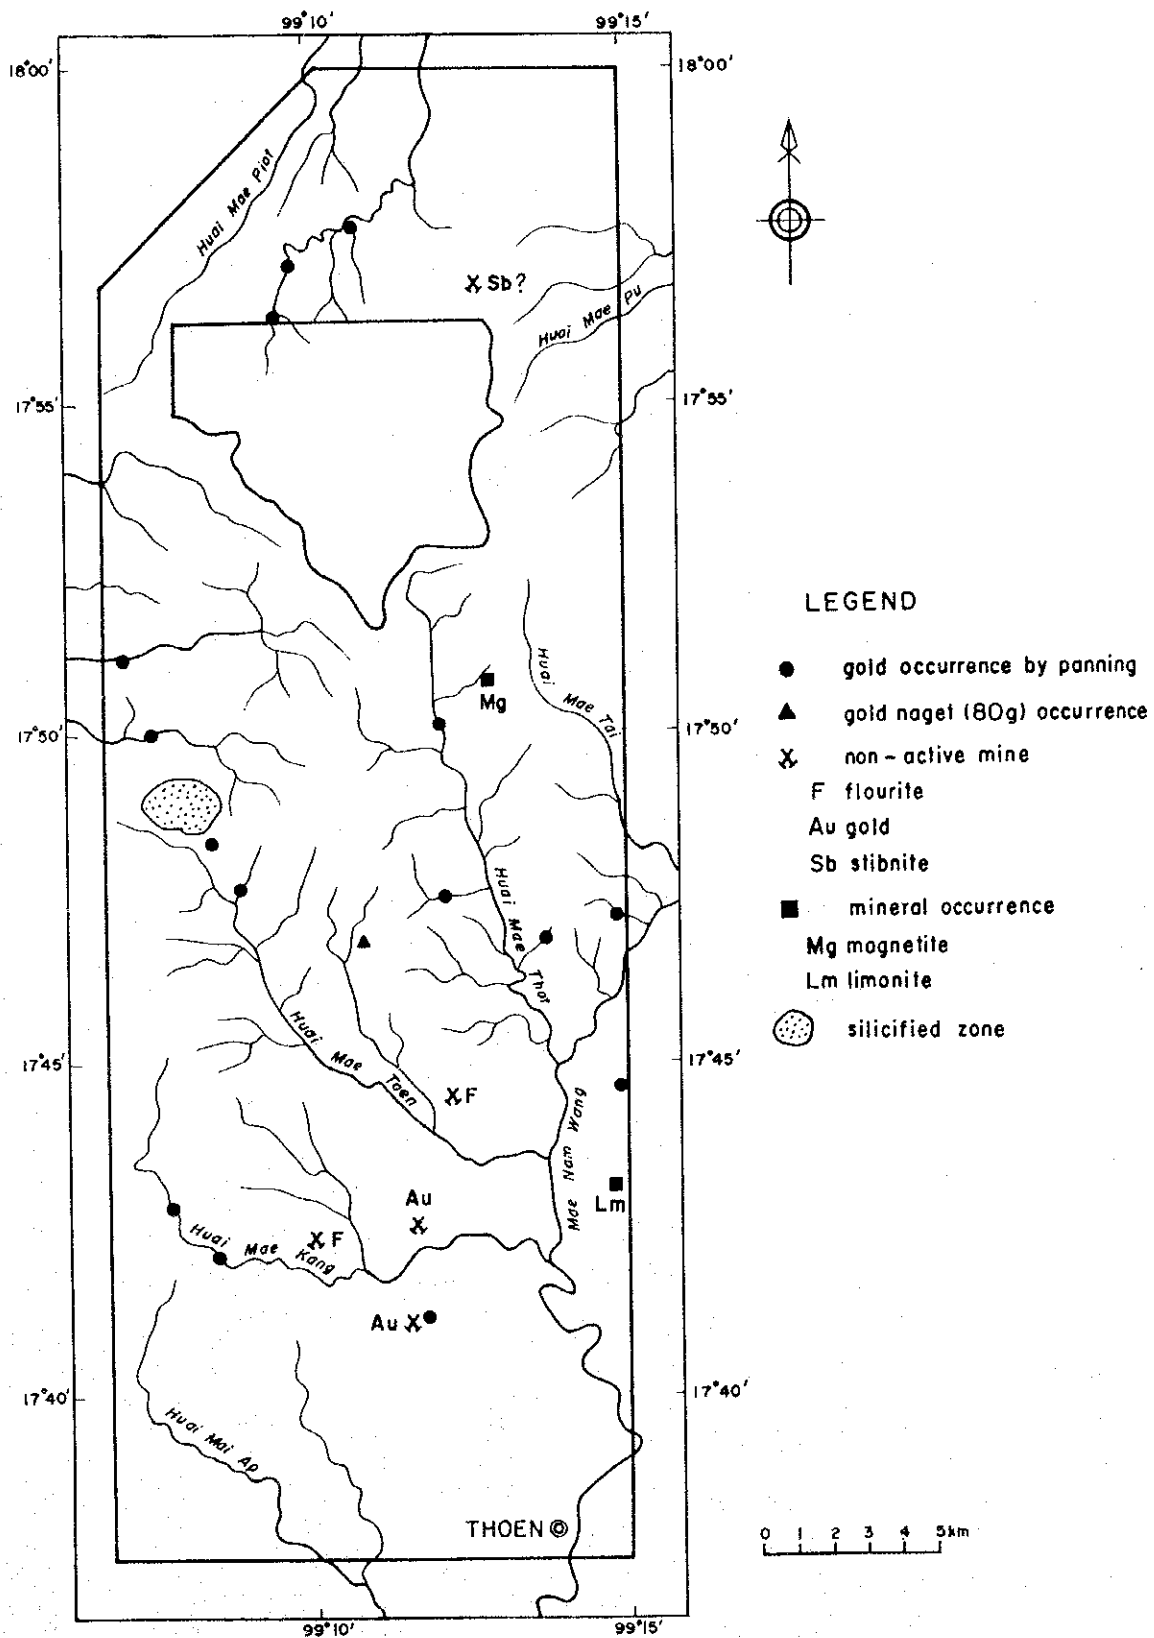 99°10' 99°15'
18°00' 18°00'
Huai Mae Piat
Sb?
Huai Mae Pu
17°55' 17°55'
LEGEND
gold occurrence by panning
gold naget (80g) occurrence
non-active mine
F flourite
Au gold
Sb stibnite
mineral occurrence
Mg magnetite
Lm limonite
silicified zone
Huai Mae Tai
Mg
17°50' 17°50'
Huai Mae Thot
Huai Mae Toen
17°45' 17°45'
F
Mae Nam Wang
Au
Lm
Huai Mae Kang
F
Au
17°40' 17°40'
Huai Mai Ap
THOEN
0 1 2 3 4 5km
99°10' 99°15'